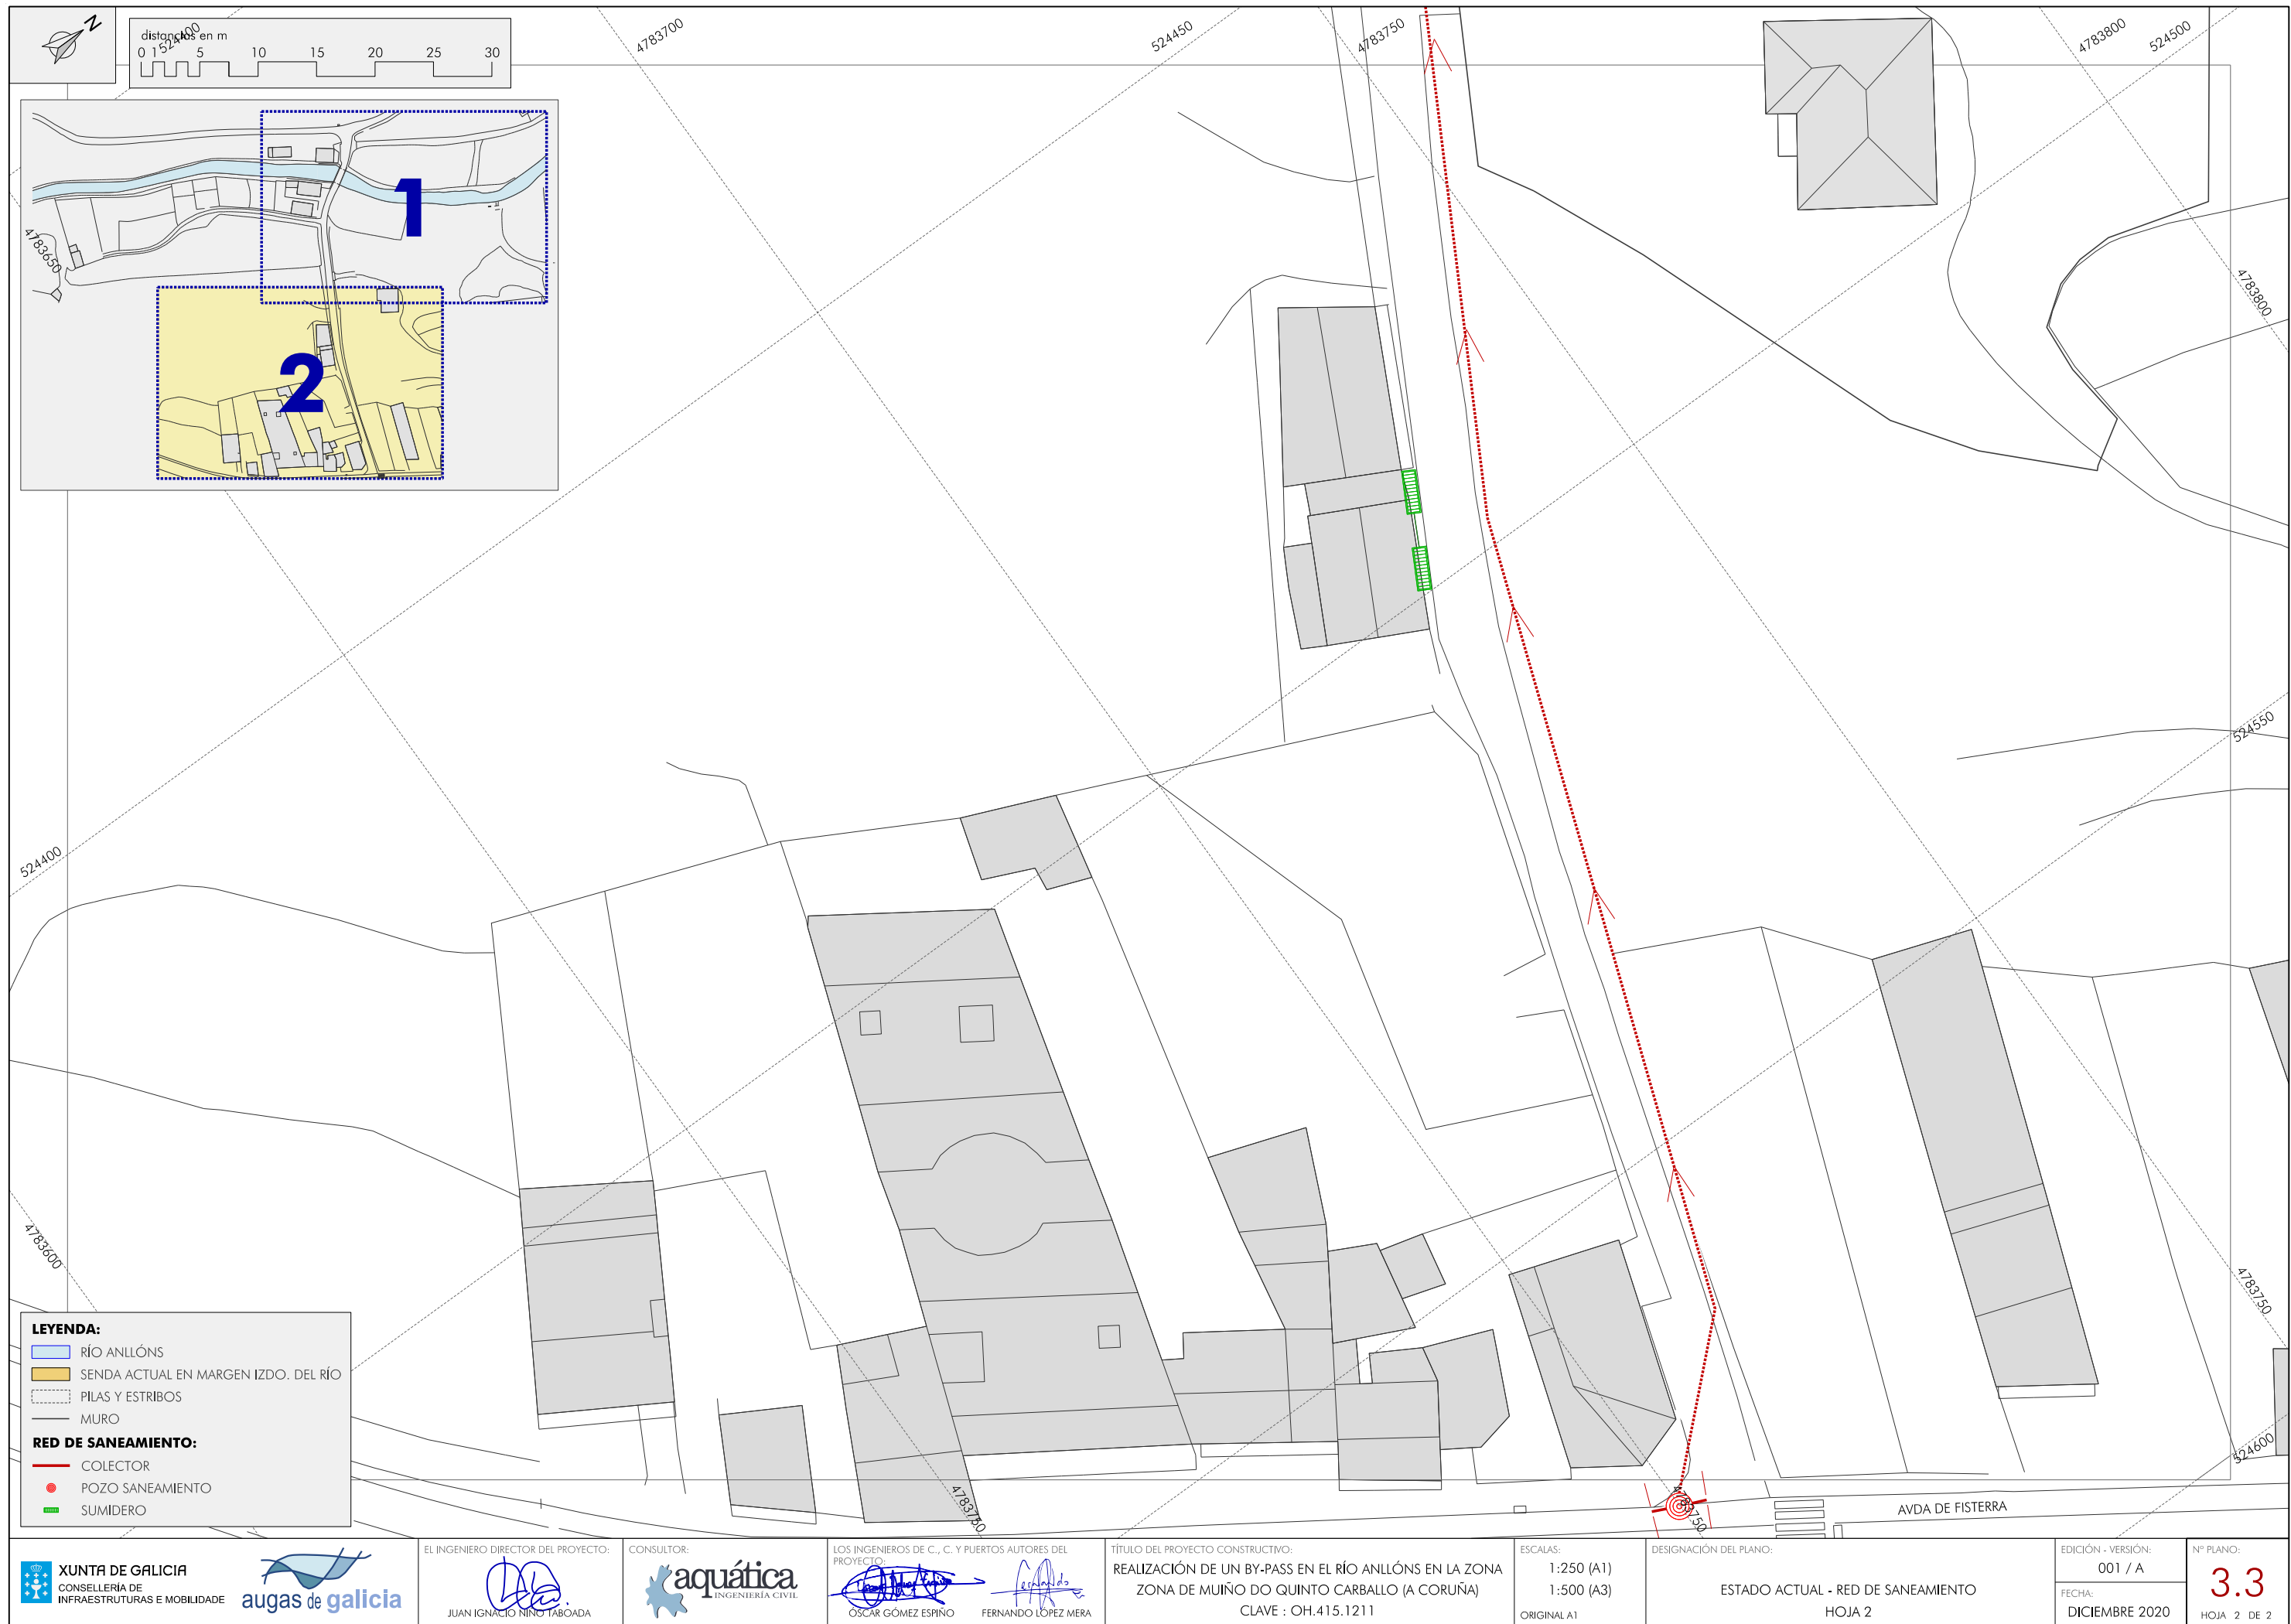 N
distancias en m
0 1 5 10 15 20 25 30
524400
4783700
524450
4783750
4783800
524500
4783650
1
2
4783800
524550
524400
4783600
4783750
524600
4783750
4783750
AVDA DE FISTERRA
LEYENDA:
RÍO ANLLÓNS
SENDA ACTUAL EN MARGEN IZDO. DEL RÍO
PILAS Y ESTRIBOS
MURO
RED DE SANEAMIENTO:
COLECTOR
POZO SANEAMIENTO
SUMIDERO
XUNTA DE GALICIA
CONSELLERÍA DE
INFRAESTRUTURAS E MOBILIDADE
augas de galicia
EL INGENIERO DIRECTOR DEL PROYECTO:
JUAN IGNACIO NIÑO TABOADA
CONSULTOR:
aquática
INGENIERÍA CIVIL
LOS INGENIEROS DE C., C. Y PUERTOS AUTORES DEL
PROYECTO:
ÓSCAR GÓMEZ ESPIÑO
Fernando
FERNANDO LÓPEZ MERA
TÍTULO DEL PROYECTO CONSTRUCTIVO:
REALIZACIÓN DE UN BY-PASS EN EL RÍO ANLLÓNS EN LA ZONA
ZONA DE MUIÑO DO QUINTO CARBALLO (A CORUÑA)
CLAVE : OH.415.1211
ESCALAS:
1:250 (A1)
1:500 (A3)
ORIGINAL A1
DESIGNACIÓN DEL PLANO:
ESTADO ACTUAL - RED DE SANEAMIENTO
HOJA 2
EDICIÓN - VERSIÓN:
001 / A
FECHA:
DICIEMBRE 2020
Nº PLANO:
3.3
HOJA 2 DE 2